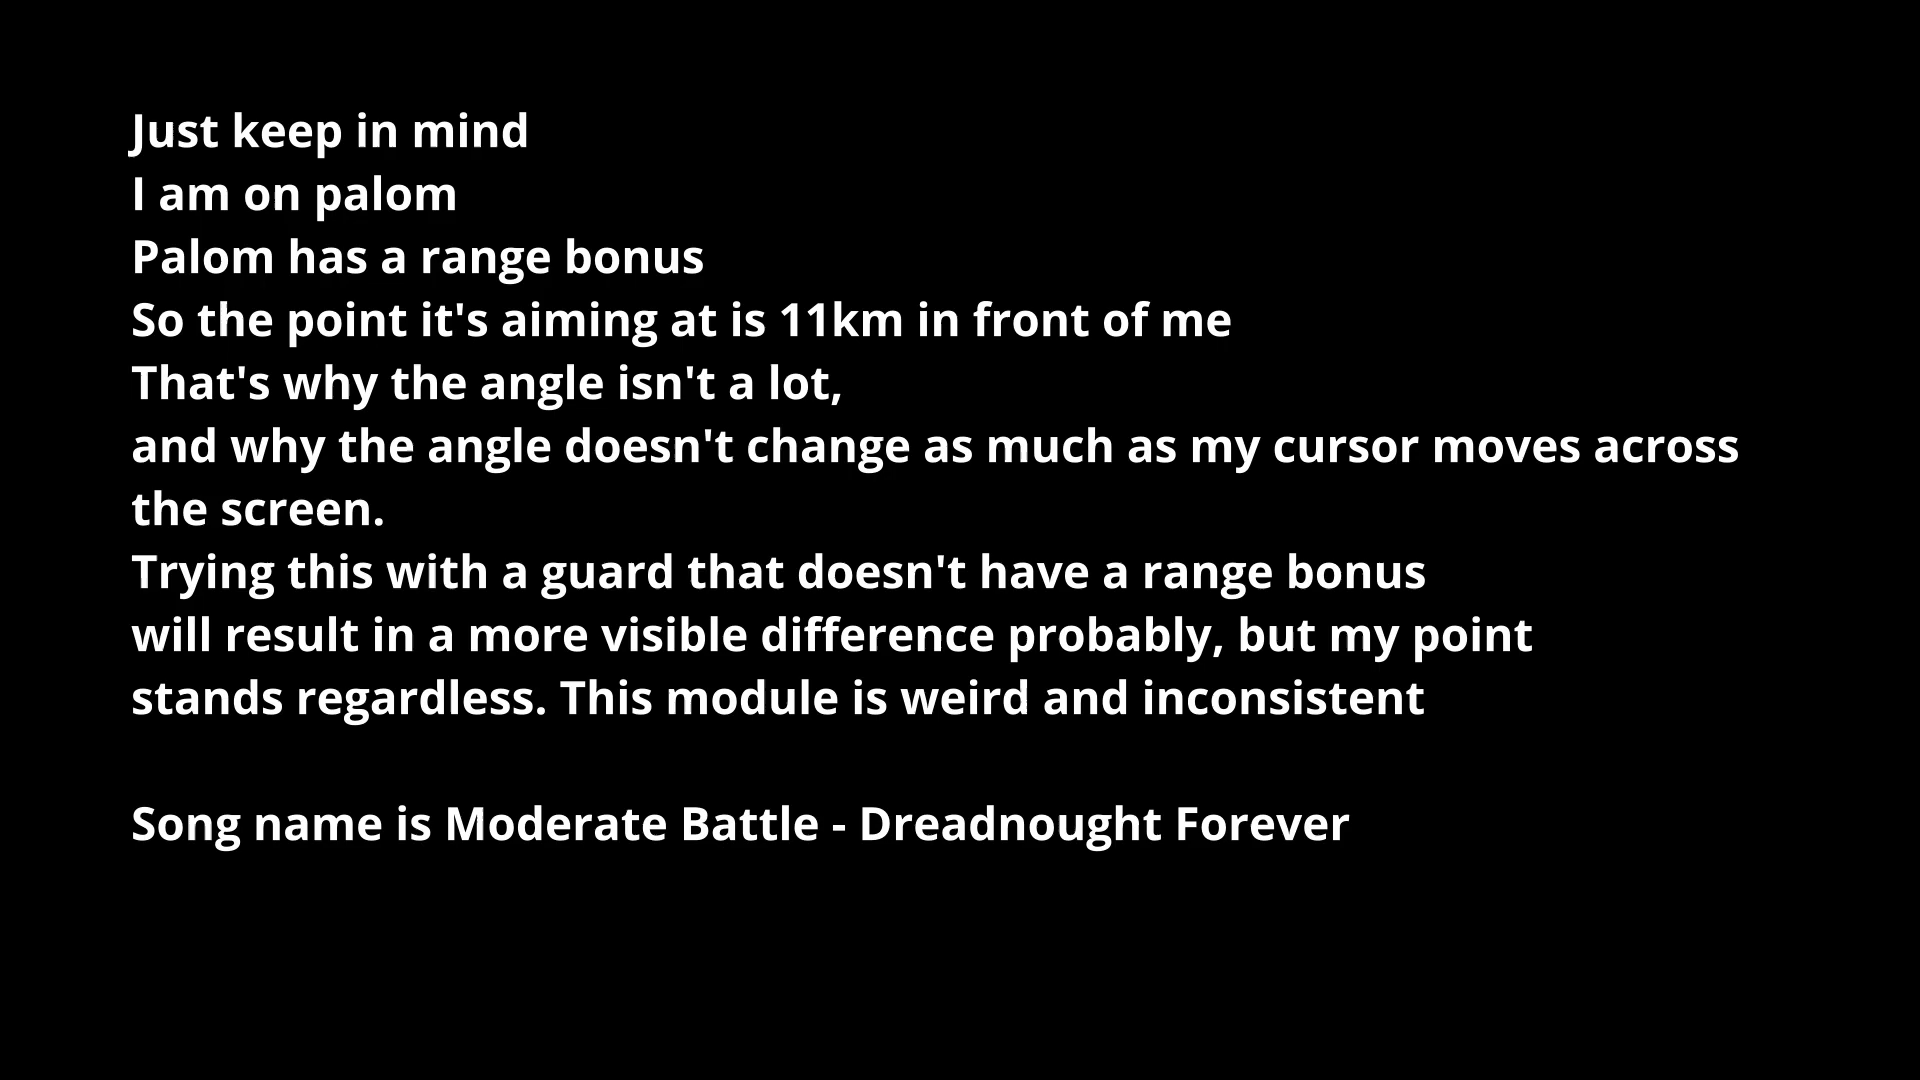 Just keep in mind
I am on palom
Palom has a range bonus
So the point it's aiming at is 11km in front of me
That's why the angle isn't a lot,
and why the angle doesn't change as much as my cursor moves across
the screen.
Trying this with a guard that doesn't have a range bonus
will result in a more visible difference probably, but my point
stands regardless. This module is weird and inconsistent
Song name is Moderate Battle - Dreadnought Forever